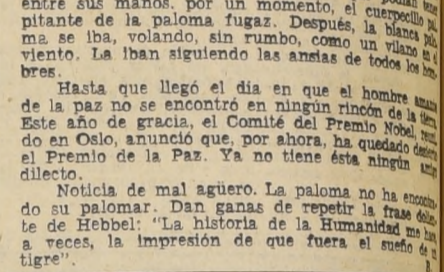 entre sus manos. por un momento, el cuerpecillo
pitante de la paloma fugaz. Después, la blanca
ma se iba, volando, sin rumbo, como un vilano en el
viento. La iban siguiendo las ansias de todos los hom-
bres.
Hasta que llegó el día en que el hombre
de la paz no se encontró en ningún rincón de la
Este año de gracia, el Comité del Premio Nobel,
do en Oslo, anunció que, por ahora, ha quedado
el Premio de la Paz. Ya no tiene ésta ningún
dilecto.
Noticia de mal agüero. La paloma no ha
do su palomar. Dan ganas de repetir la frase
te de Hebbel: "La historia de la Humanidad me
a veces, la impresión de que fuera el sueño de
tigre".